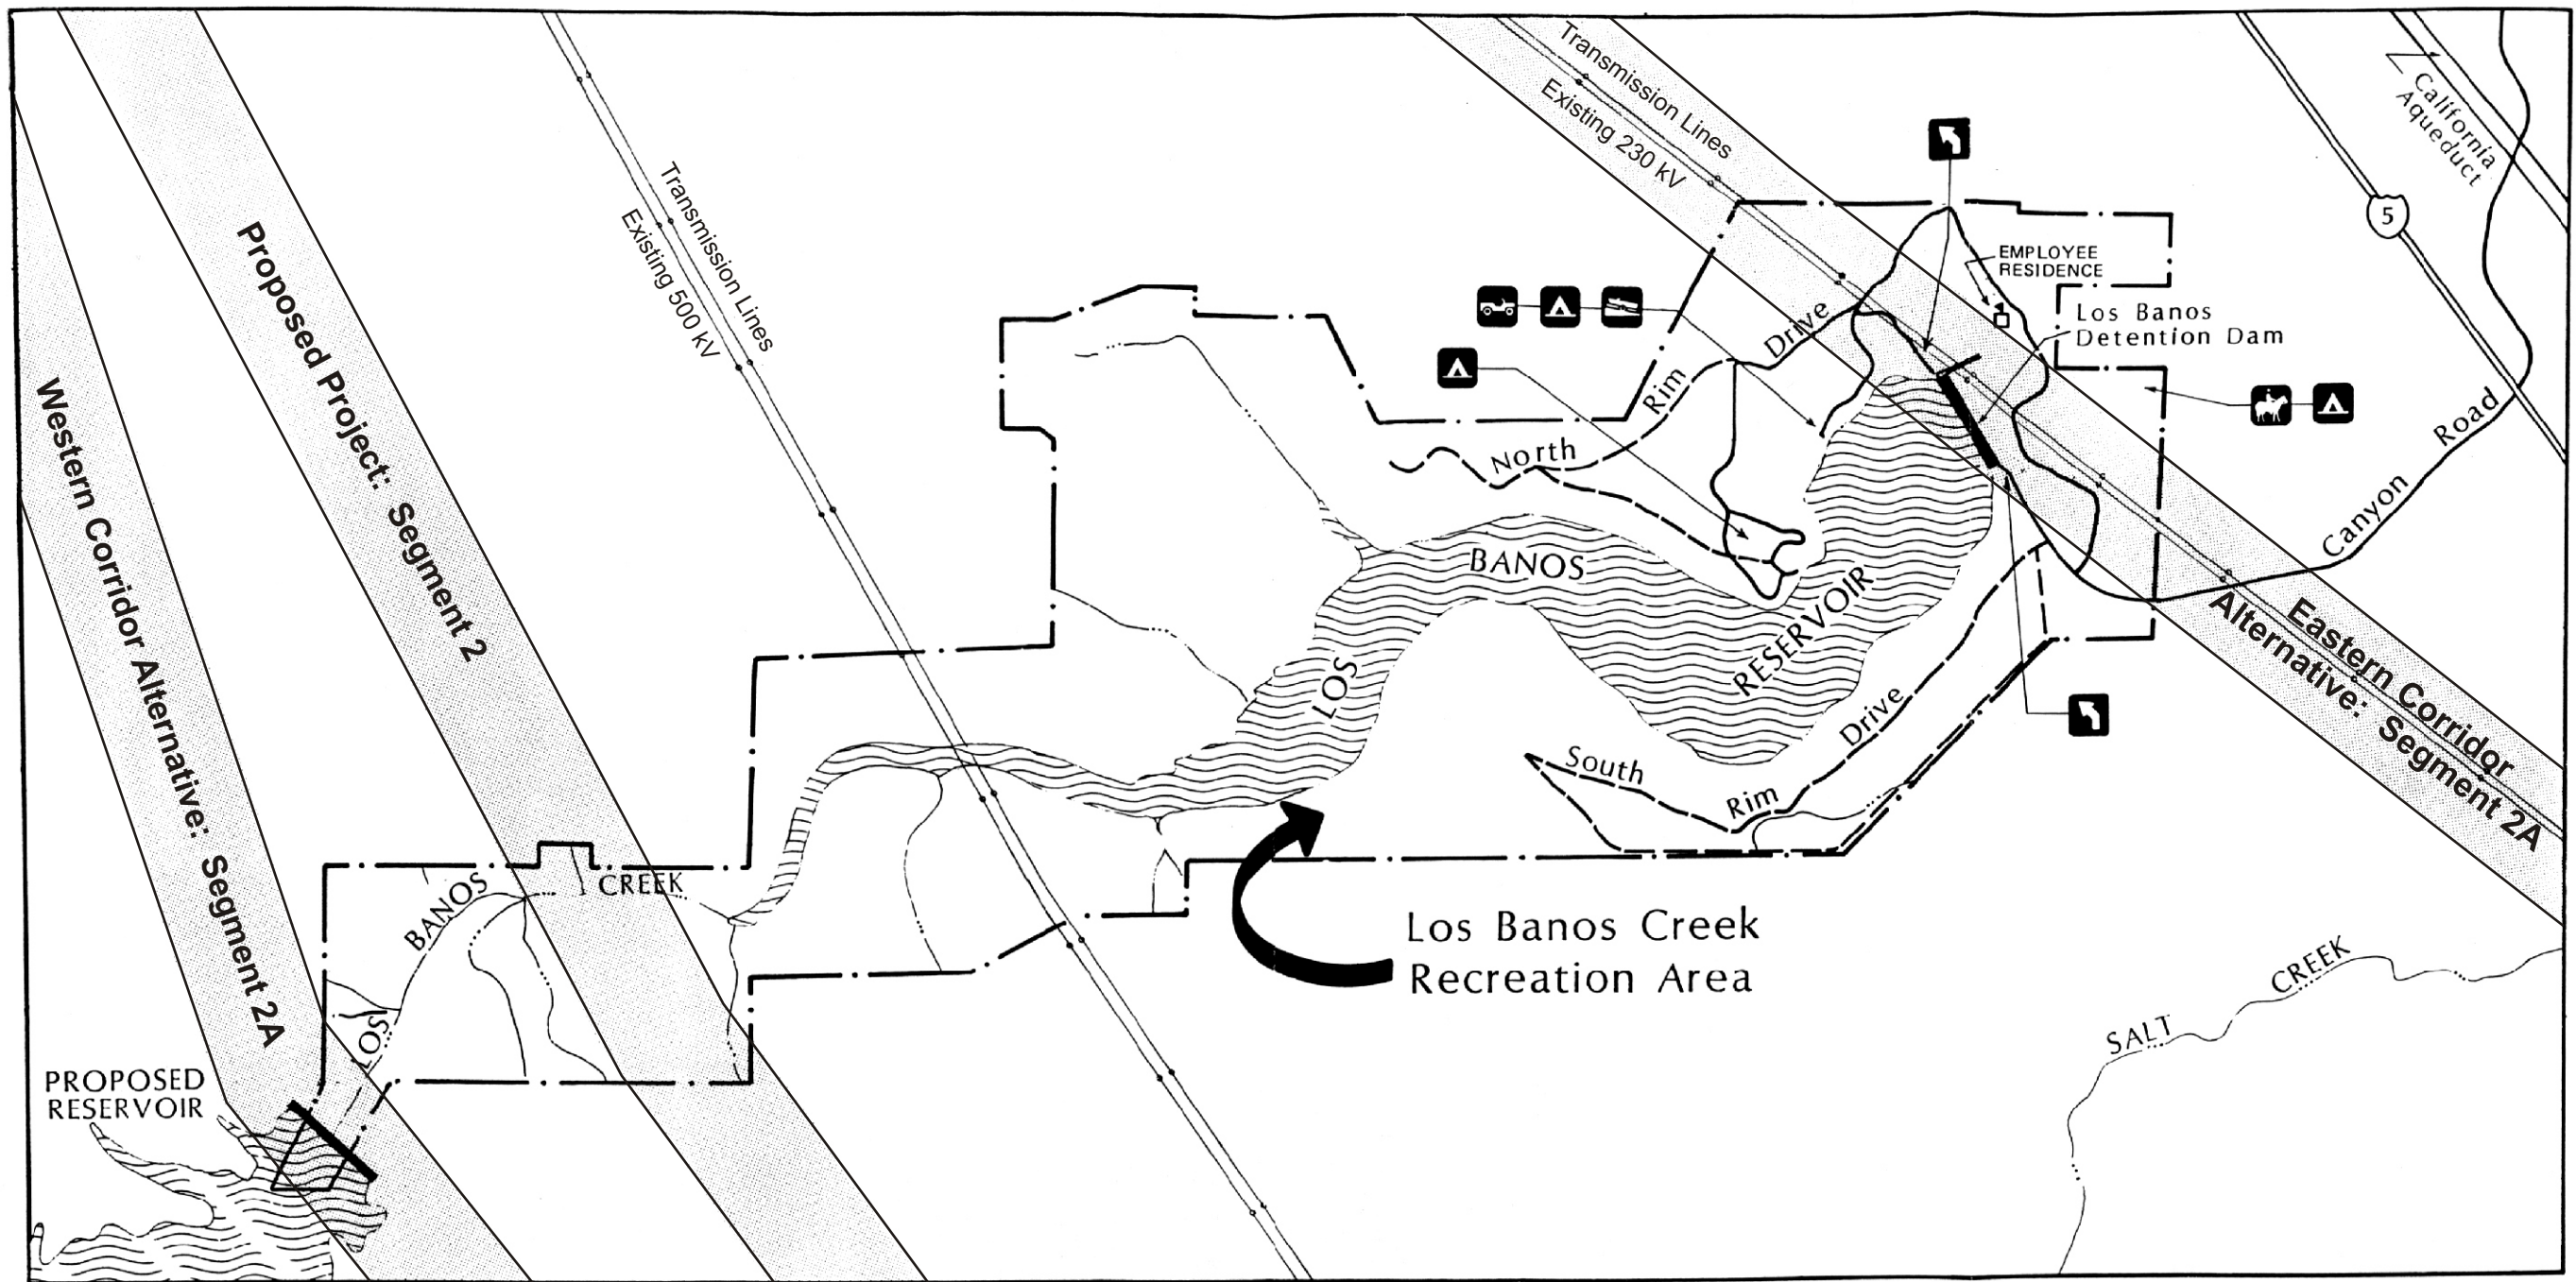 Transmission Lines
Existing 230 kV
California
Aqueduct
5
Transmission Lines
Existing 500 kV
Proposed Project: Segment 2
Western Corridor Alternative: Segment 2A
EMPLOYEE
RESIDENCE
Los Banos
Detention Dam
North Rim Drive
Canyon Road
LOS BANOS RESERVOIR
Eastern Corridor
Alternative: Segment 2A
South Rim Drive
LOS BANOS CREEK
Los Banos Creek
Recreation Area
SALT CREEK
PROPOSED
RESERVOIR